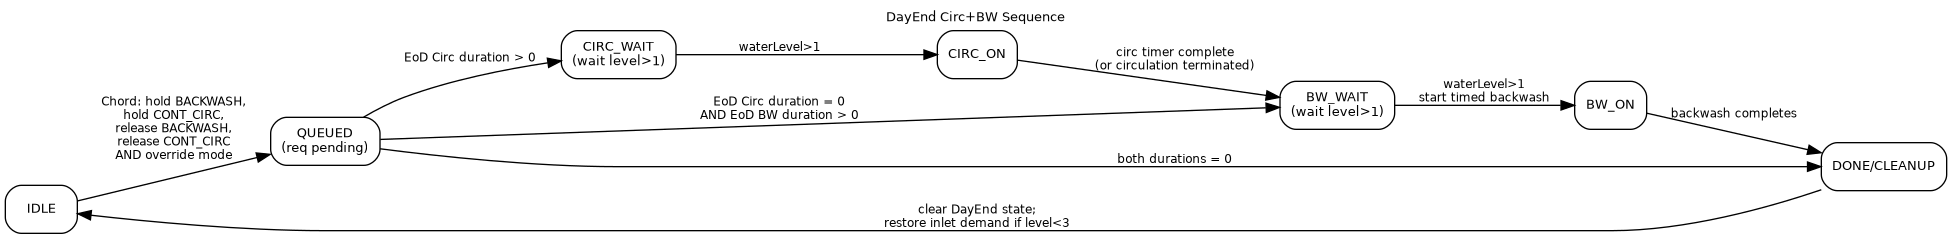 DayEnd Circ+BW Sequence
CIRC_WAIT
(wait level>1)
EoD Circ duration > 0
waterLevel>1
CIRC_ON
circ timer complete
(or circulation terminated)
BW_WAIT
(wait level>1)
waterLevel>1
start timed backwash
BW_ON
backwash completes
Chord: hold BACKWASH,
hold CONT_CIRC,
release BACKWASH,
release CONT_CIRC
AND override mode
QUEUED
(req pending)
EoD Circ duration = 0
AND EoD BW duration > 0
both durations = 0
DONE/CLEANUP
IDLE
clear DayEnd state;
restore inlet demand if level<3